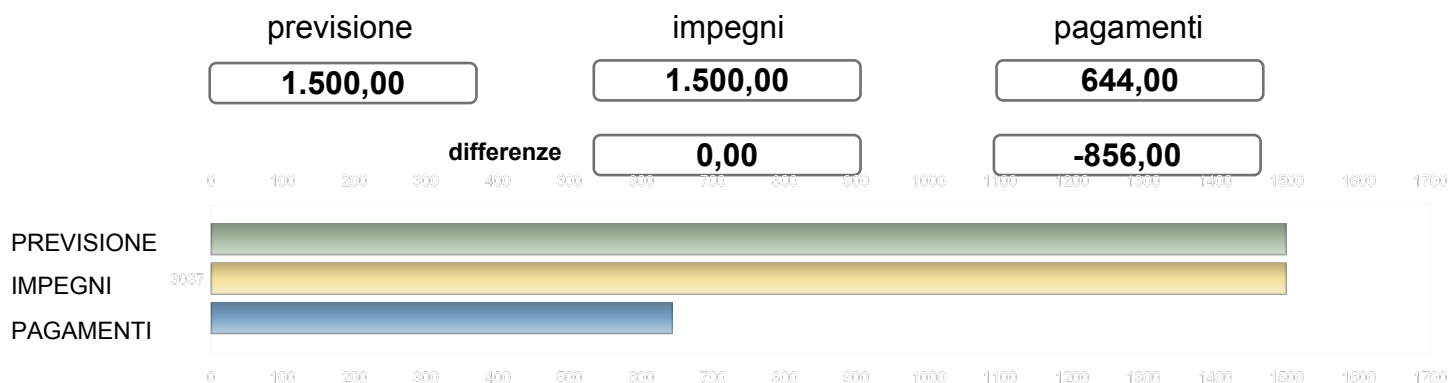 previsione impegni pagamenti
1.500,00 1.500,00 644,00
differenze 0,00 -856,00
0 100 200 300 400 500 600 700 800 900 1000 1100 1200 1300 1400 1500 1600 1700
PREVISIONE
IMPEGNI 3037
PAGAMENTI
0 100 200 300 400 500 600 700 800 900 1000 1100 1200 1300 1400 1500 1600 1700